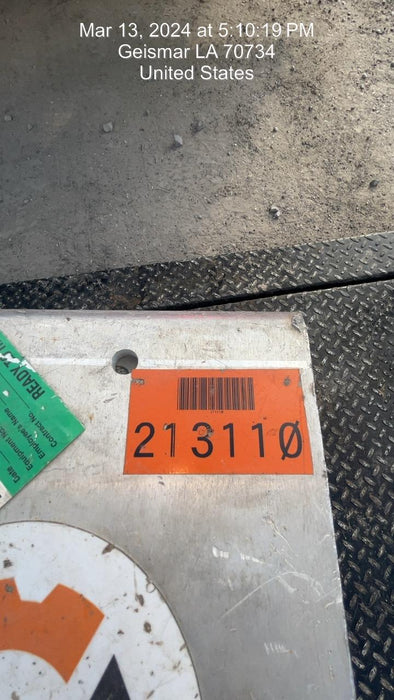 Mar 13, 2024 at 5:10:19 PM
Geismar LA 70734
United States
READY T
Contract No.
Employee's Name
Equipment No.
Date
21311Ø